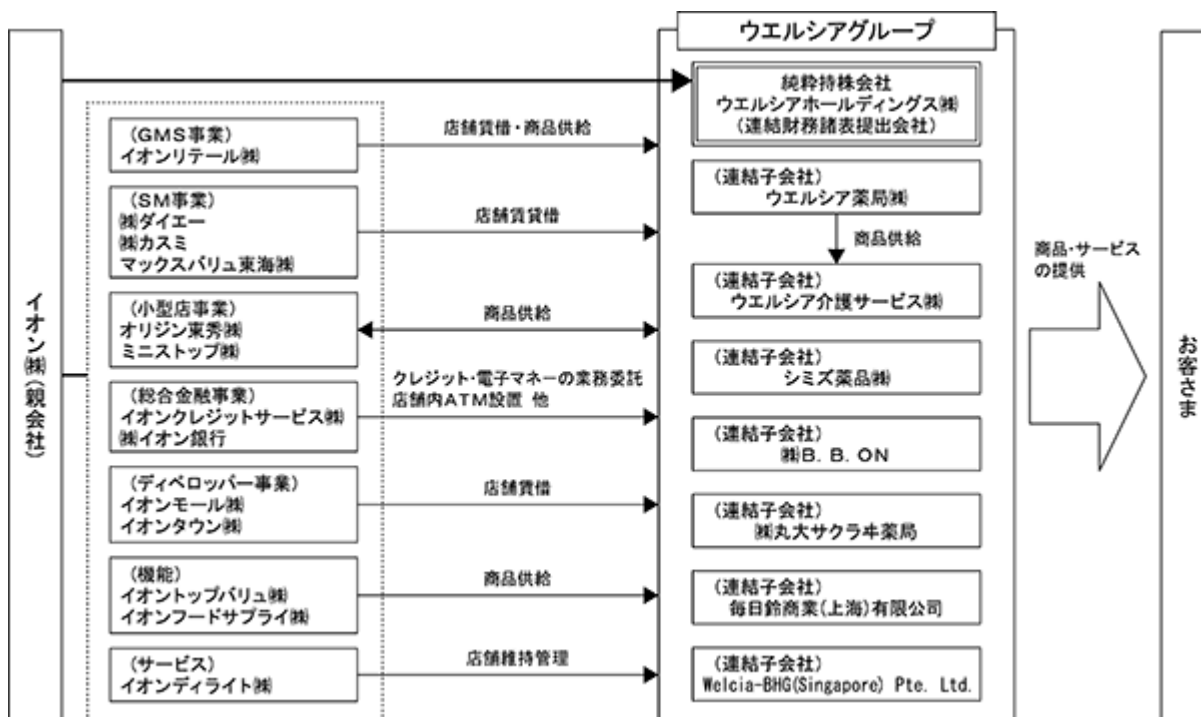 イオン㈱(親会社)
(GMS事業)
イオンリテール㈱
(SM事業)
㈱ダイエー
㈱カスミ
マックスバリュ東海㈱
(小型店事業)
オリジン東秀㈱
ミニストップ㈱
(総合金融事業)
イオンクレジットサービス㈱
㈱イオン銀行
(ディベロッパー事業)
イオンモール㈱
イオンタウン㈱
(機能)
イオントップバリュ㈱
イオンフードサプライ㈱
(サービス)
イオンディライト㈱
店舗賃借・商品供給
店舗賃貸借
商品供給
クレジット・電子マネーの業務委託
店舗内ATM設置 他
店舗賃借
商品供給
店舗維持管理
ウエルシアグループ
純粋持株会社
ウエルシアホールディングス㈱
(連結財務諸表提出会社)
(連結子会社)
ウエルシア薬局㈱
商品供給
(連結子会社)
ウエルシア介護サービス㈱
(連結子会社)
シミズ薬品㈱
(連結子会社)
㈱B.B.ON
(連結子会社)
㈱丸大サクラヰ薬局
(連結子会社)
毎日鈴商業(上海)有限公司
(連結子会社)
Welcia-BHG(Singapore) Pte. Ltd.
商品・サービス
の提供
お客さま